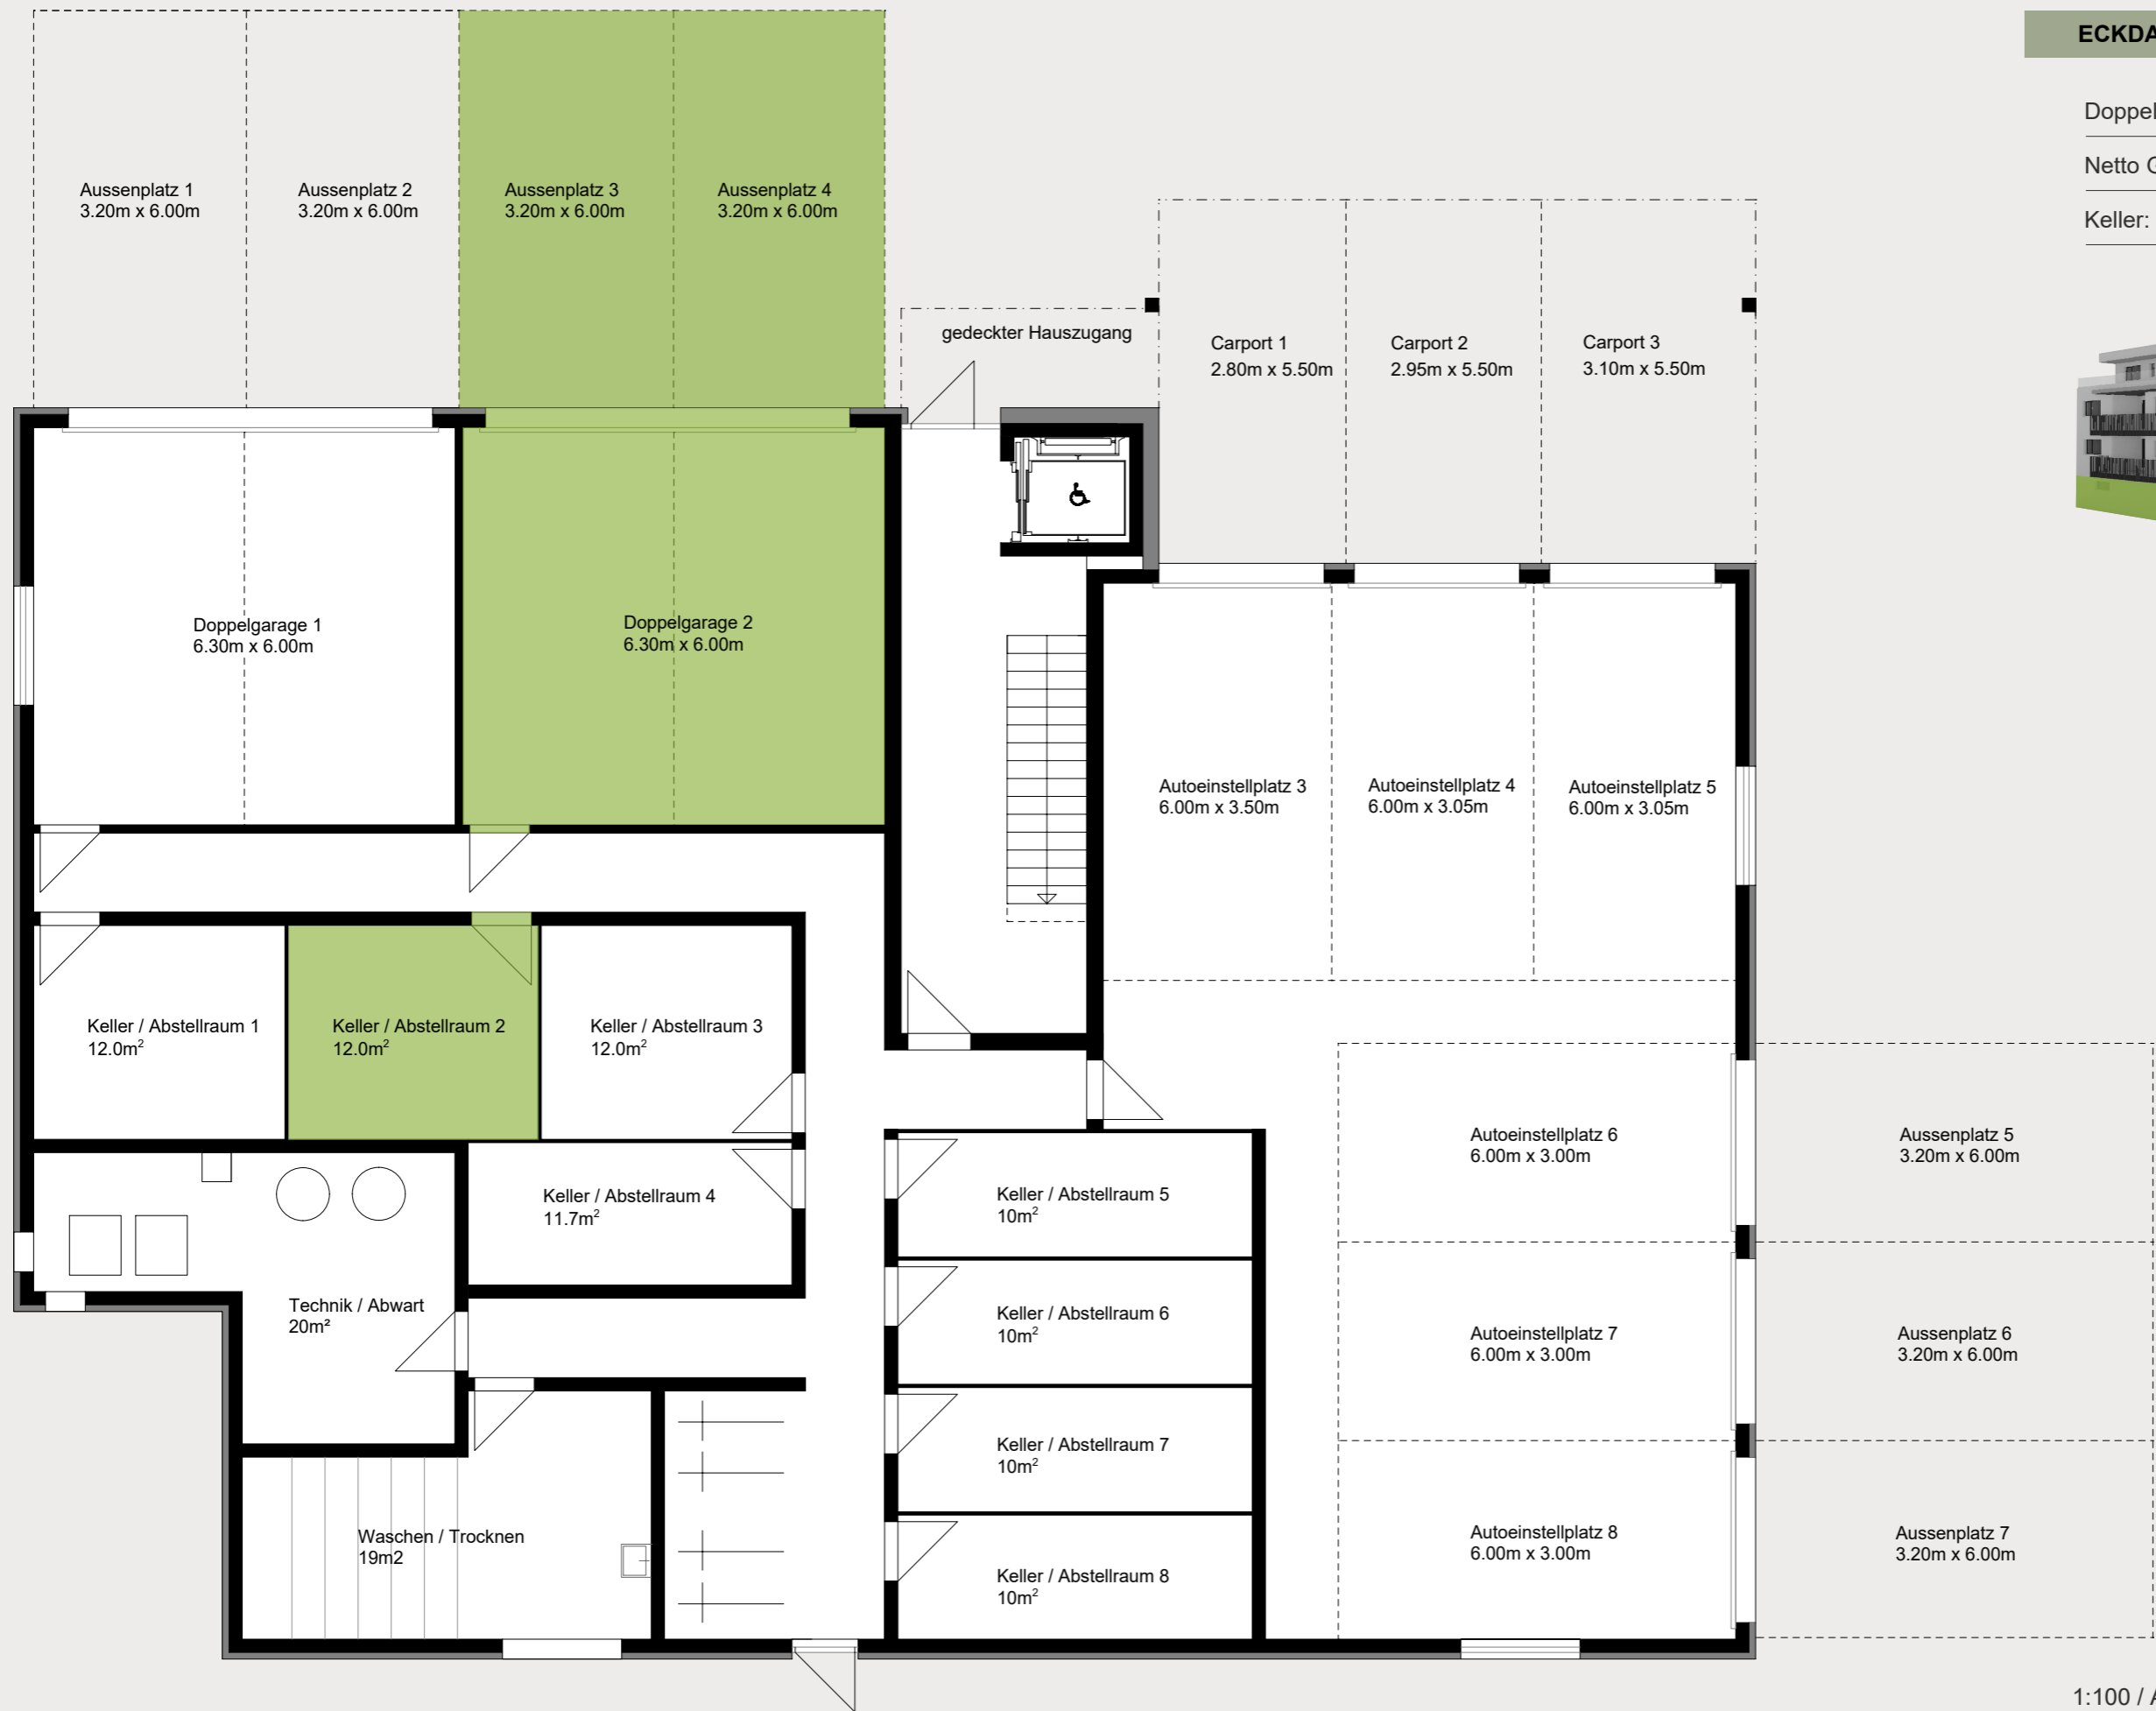 ECKDA
Doppel
Netto G
Keller:
Aussenplatz 1
3.20m x 6.00m
Aussenplatz 2
3.20m x 6.00m
Aussenplatz 3
3.20m x 6.00m
Aussenplatz 4
3.20m x 6.00m
gedeckter Hauszugang
Carport 1
2.80m x 5.50m
Carport 2
2.95m x 5.50m
Carport 3
3.10m x 5.50m
Doppelgarage 1
6.30m x 6.00m
Doppelgarage 2
6.30m x 6.00m
Autoeinstellplatz 3
6.00m x 3.50m
Autoeinstellplatz 4
6.00m x 3.05m
Autoeinstellplatz 5
6.00m x 3.05m
Keller / Abstellraum 1
12.0m²
Keller / Abstellraum 2
12.0m²
Keller / Abstellraum 3
12.0m²
Autoeinstellplatz 6
6.00m x 3.00m
Aussenplatz 5
3.20m x 6.00m
Keller / Abstellraum 4
11.7m²
Keller / Abstellraum 5
10m²
Technik / Abwart
20m²
Keller / Abstellraum 6
10m²
Autoeinstellplatz 7
6.00m x 3.00m
Aussenplatz 6
3.20m x 6.00m
Keller / Abstellraum 7
10m²
Waschen / Trocknen
19m2
Keller / Abstellraum 8
10m²
Autoeinstellplatz 8
6.00m x 3.00m
Aussenplatz 7
3.20m x 6.00m
1:100 / A